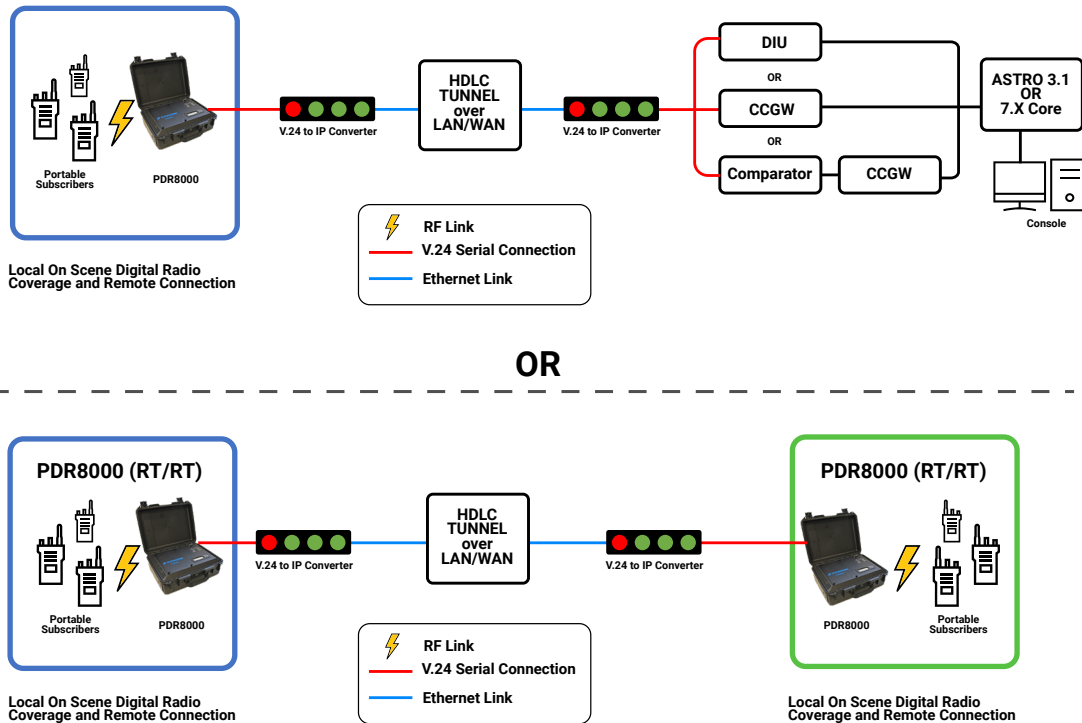 DIU
OR
CCGW
OR
Comparator
CCGW
ASTRO 3.1
OR
7.X Core
Console
HDLC
TUNNEL
over
LAN/WAN
V.24 to IP Converter
V.24 to IP Converter
Portable
Subscribers
PDR8000
RF Link
V.24 Serial Connection
Ethernet Link
Local On Scene Digital Radio
Coverage and Remote Connection
OR
PDR8000 (RT/RT)
Portable
Subscribers
PDR8000
V.24 to IP Converter
HDLC
TUNNEL
over
LAN/WAN
V.24 to IP Converter
PDR8000 (RT/RT)
PDR8000
Portable
Subscribers
RF Link
V.24 Serial Connection
Ethernet Link
Local On Scene Digital Radio
Coverage and Remote Connection
Local On Scene Digital Radio
Coverage and Remote Connection